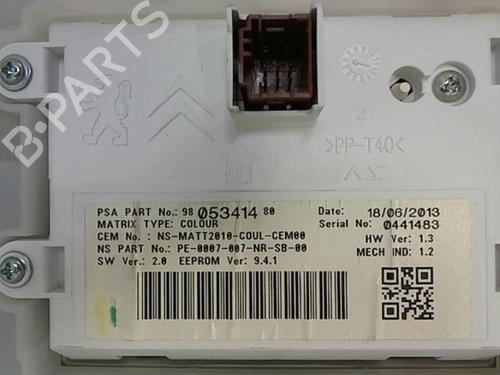 B-PARTS
2
>PP-T40<
PSA PART No.: 98 053414 80
MATRIX TYPE: COLOUR
CEM No : NS-MATT2010-COUL-CEM00
NS PART No: PE-0007-007-NR-SB-00
SW Ver: 2.0 EEPROM Ver: 9.4.1
Date: 18/06/2013
Serial No: 0441483
HW Ver: 1.3
MECH IND: 1.2